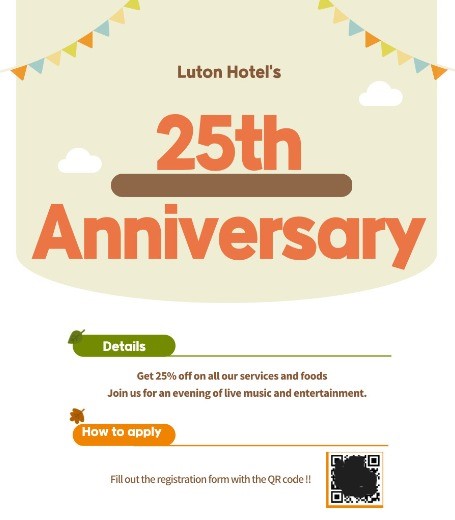 Luton Hotel's
25th
Anniversary
Details
Get 25% off on all our services and foods
Join us for an evening of live music and entertainment.
How to apply
Fill out the registration form with the QR code !!